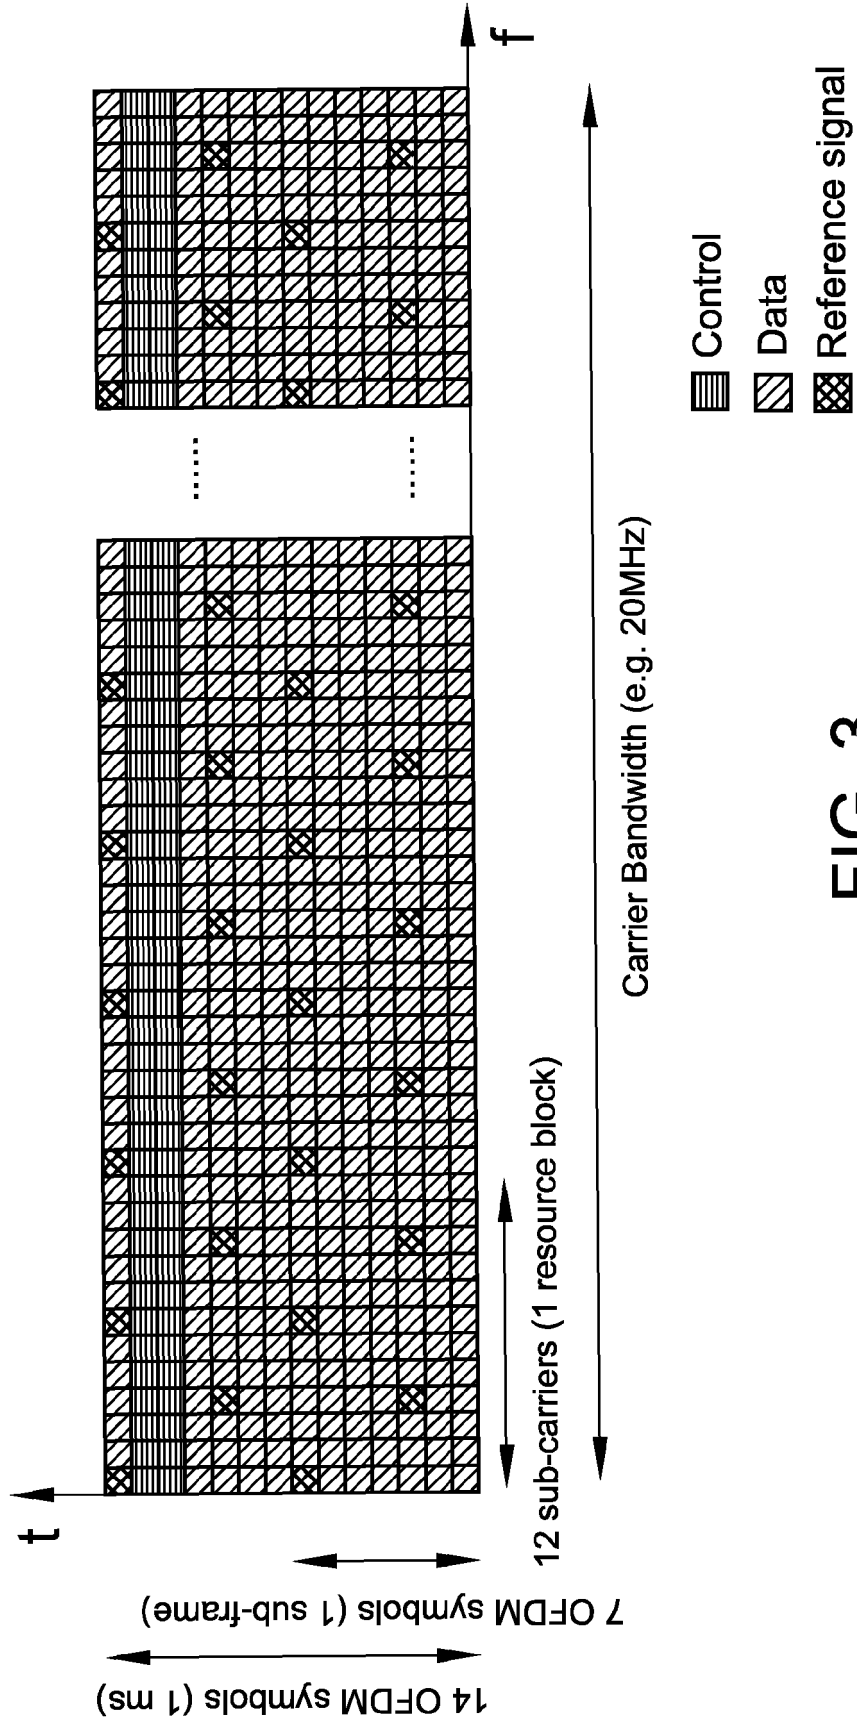 t
f
14 OFDM symbols (1 ms)
7 OFDM symbols (1 sub-frame)
12 sub-carriers (1 resource block)
Carrier Bandwidth (e.g. 20MHz)
Control
Data
Reference signal
FIG. 3